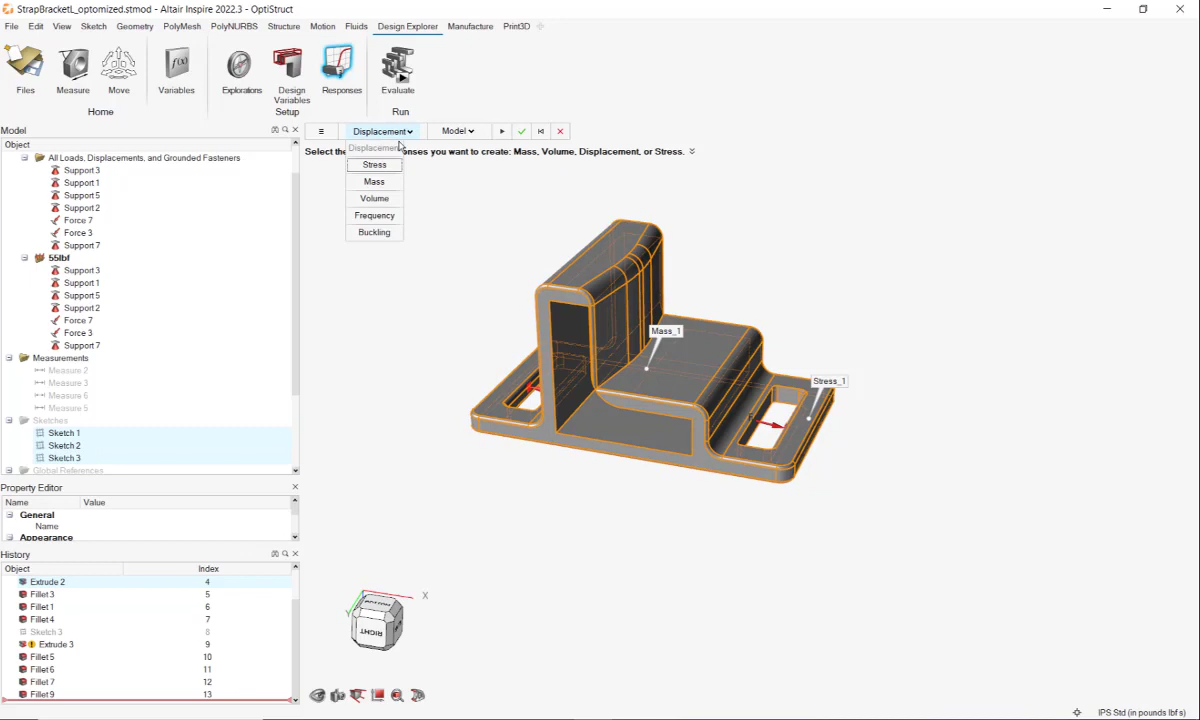 StrapBracketL_optomized.stmod - Altair Inspire 2022.3 - OptiStruct
File Edit View Sketch Geometry PolyMesh PolyNURBS Structure Motion Fluids Design Explorer Manufacture Print3D
Files Measure Move Variables Explorations Design Variables Responses Evaluate
Home Setup Run
Model
Displacement Model
Object
Displacement
Select the onses you want to create: Mass, Volume, Displacement, or Stress.
Stress
Mass
Volume
Frequency
Buckling
All Loads, Displacements, and Grounded Fasteners
Support 3
Support 1
Support 5
Support 2
Force 7
Force 3
Support 7
55lbf
Support 3
Support 1
Support 5
Support 2
Force 7
Force 3
Support 7
Measurements
Measure 2
Measure 3
Measure 6
Measure 5
Sketches
Sketch 1
Sketch 2
Sketch 3
Global References
Mass_1
Stress_1
Property Editor
Name Value
General
Name
Appearance
History
Object Index
Extrude 2 4
Fillet 3 5
Fillet 1 6
Fillet 4 7
Sketch 3 8
Extrude 3 9
Fillet 5 10
Fillet 6 11
Fillet 7 12
Fillet 9 13
X
Y
RIGHT
IPS Std (in pounds lbf s)